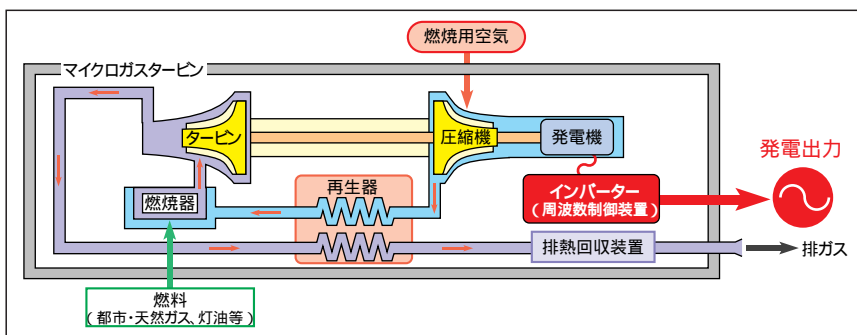 燃焼用空気
マイクロガスタービン
タービン
圧縮機
発電機
発電出力
再生器
インバーター
（周波数制御装置）
燃焼器
排熱回収装置
排ガス
燃料
（都市・天然ガス、灯油等）